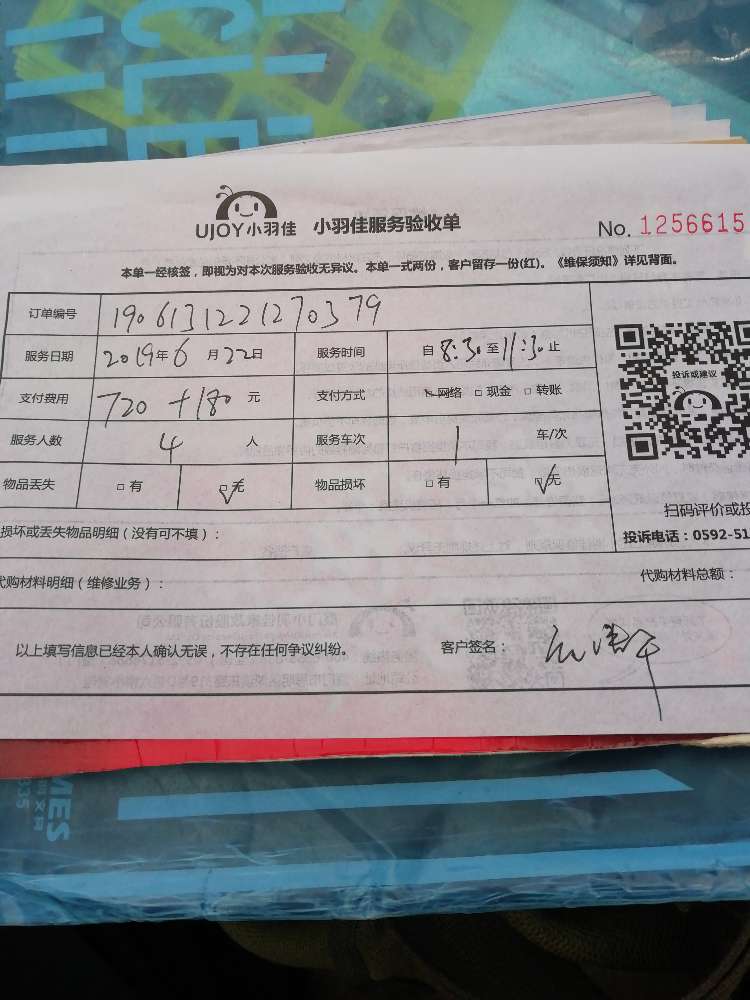 CLE
UJOY小羽佳 小羽佳服务验收单 No. 1256615
本单一经核签，即视为对本次服务验收无异议。本单一式两份，客户留存一份(红)。《维保须知》详见背面。
订单编号 1906131221270379
服务日期 2019年6月22日 服务时间 自8:30至11:30止
支付费用 720+180元 支付方式 □网络 □现金 □转账
服务人数 4人 服务车次 1 车/次
物品丢失 □有 ☑无 物品损坏 □有 ☑无
投诉或建议
扫码评价或投
损坏或丢失物品明细（没有可不填）： 投诉电话：0592-51
代购材料明细（维修业务）： 代购材料总额：
以上填写信息已经本人确认无误，不存在任何争议纠纷。 客户签名：
MES
335